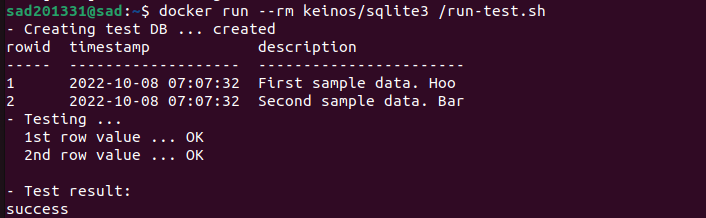 sad201331@sad:~$ docker run --rm keinos/sqlite3 /run-test.sh
- Creating test DB ... created
rowid  timestamp            description
-----  -------------------  -----------------------
1      2022-10-08 07:07:32  First sample data. Hoo
2      2022-10-08 07:07:32  Second sample data. Bar
- Testing ...
  1st row value ... OK
  2nd row value ... OK

- Test result:
success